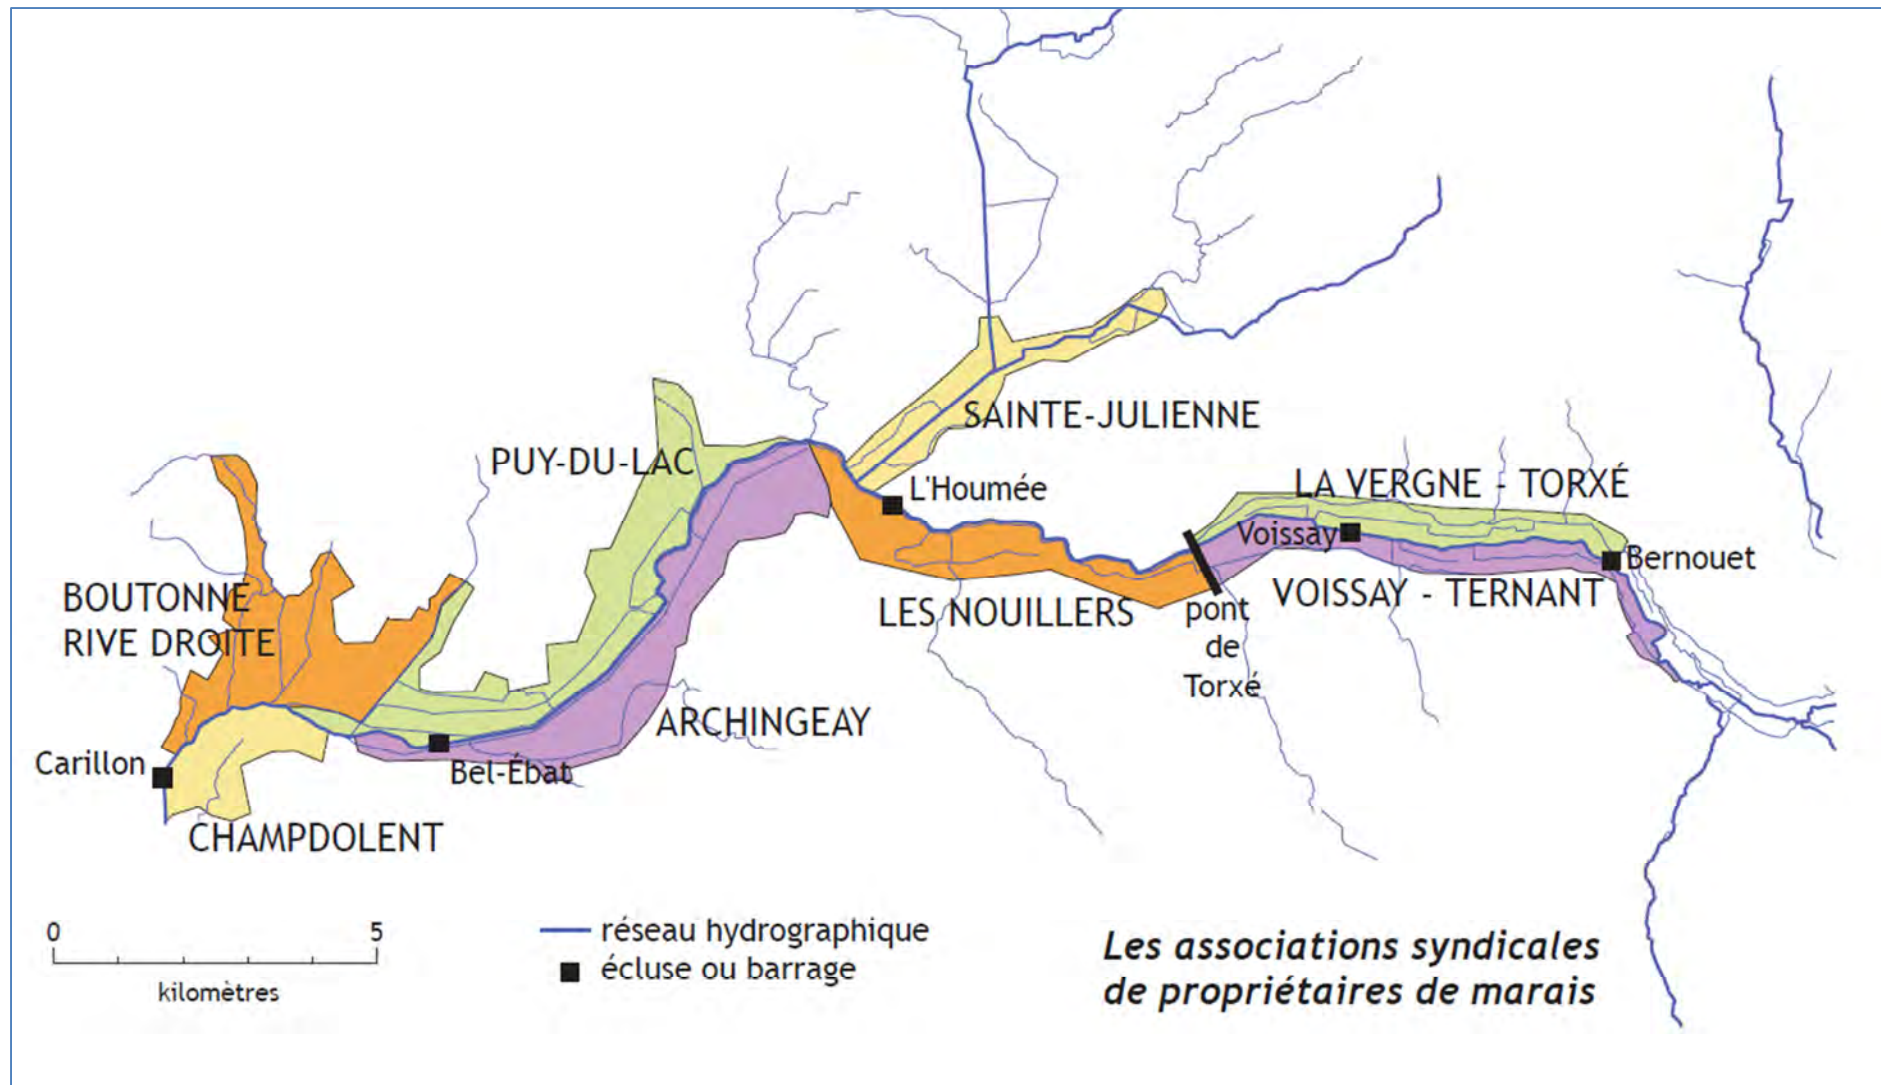 SAINTE-JULIENNE
PUY-DU-LAC
L'Houmée
LA VERGNE - TORXÉ
Voissay
Bernouet
BOUTONNE
RIVE DROITE
LES NOUILLERS
VOISSAY - TERNANT
pont
de
Torxé
ARCHINGEAY
Carillon
Bel-Ébat
CHAMPDOLENT
0 5
kilomètres
réseau hydrographique
écluse ou barrage
Les associations syndicales
de propriétaires de marais